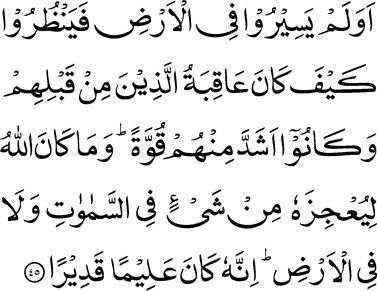 اَوَلَمْ يَسِيْرُوْا فِى الْاَرْضِ فَيَنْظُرُوْا
كَيْفَ كَانَ عَاقِبَةُ الَّذِيْنَ مِنْ قَبْلِهِمْ
وَكَانُوْۤا اَشَدَّ مِنْهُمْ قُوَّةً ؕ وَمَا كَانَ اللّٰهُ
لِيُعْجِزَهٗ مِنْ شَىْءٍ فِى السَّمٰوٰتِ وَلَا
فِى الْاَرْضِ ؕ اِنَّهٗ كَانَ عَلِيْمًا قَدِيْرًا ۝٤٥